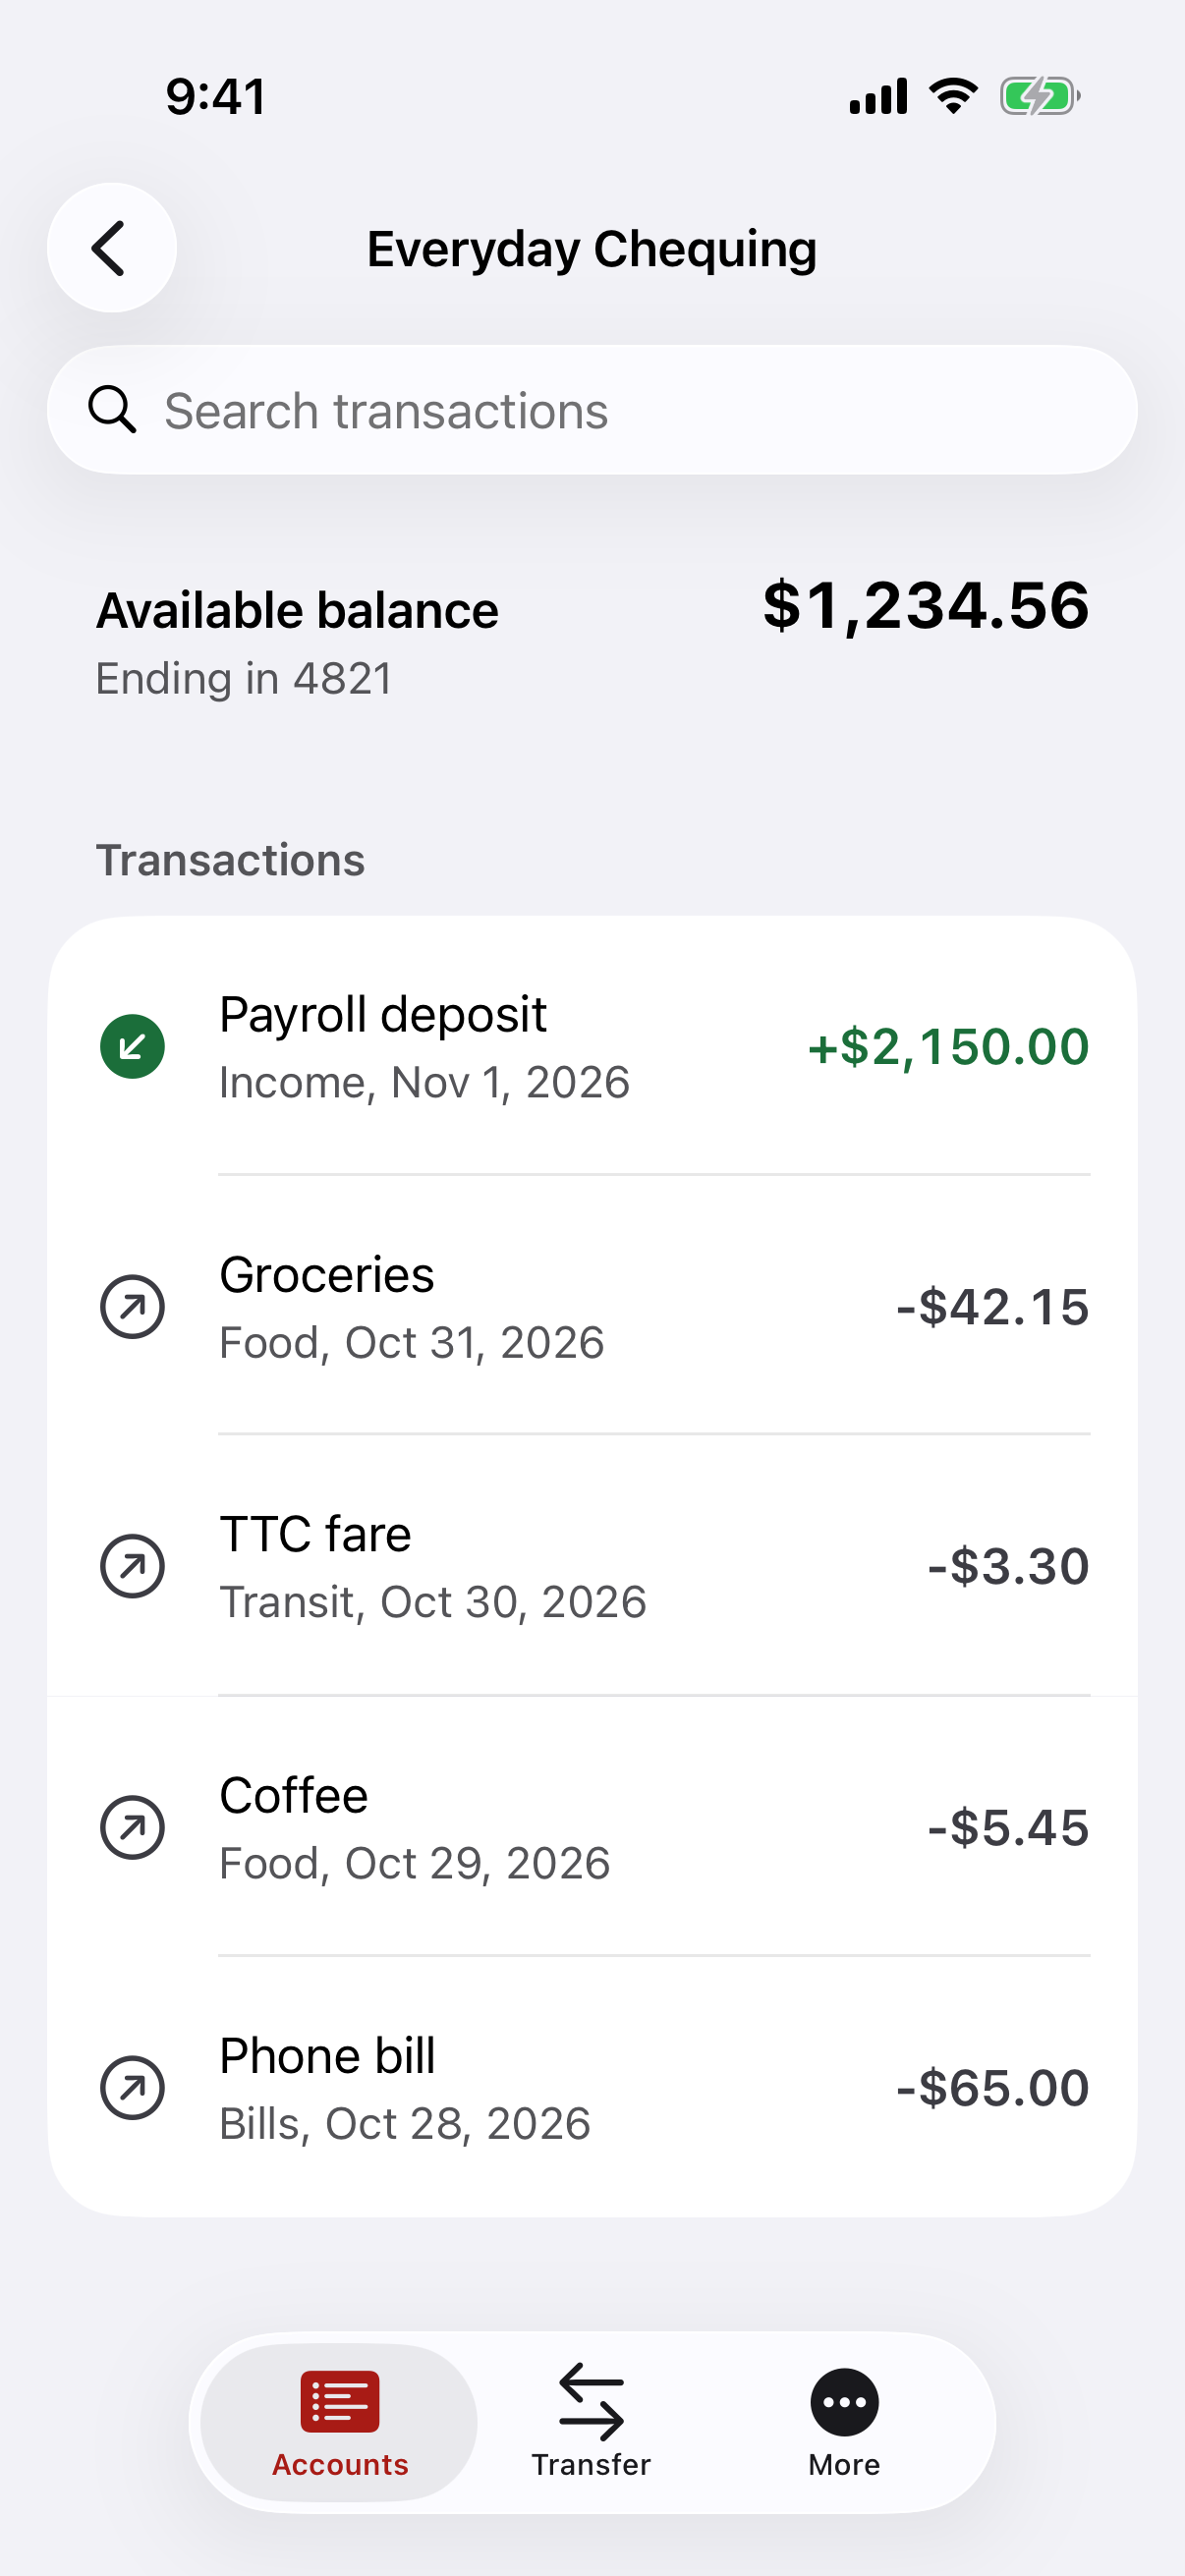 9:41
Everyday Chequing
Search transactions
Available balance
$1,234.56
Ending in 4821
Transactions
Payroll deposit
+$2,150.00
Income, Nov 1, 2026
Groceries
-$42.15
Food, Oct 31, 2026
TTC fare
-$3.30
Transit, Oct 30, 2026
Coffee
-$5.45
Food, Oct 29, 2026
Phone bill
-$65.00
Bills, Oct 28, 2026
Accounts
Transfer
More